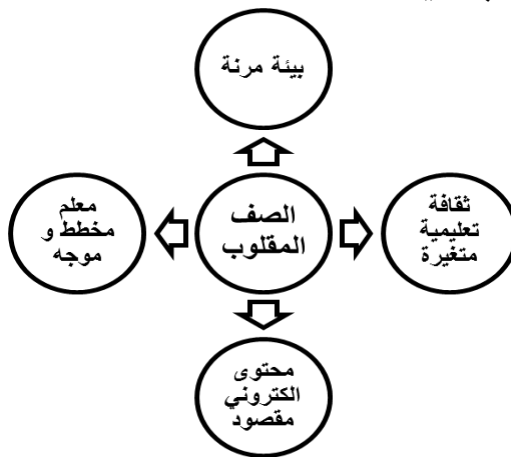 بيئة مرنة
ثقافة
تعليمية
متغيرة
الصف
المقلوب
معلم
مخطط و
موجه
محتوى
الكتروني
مقصود